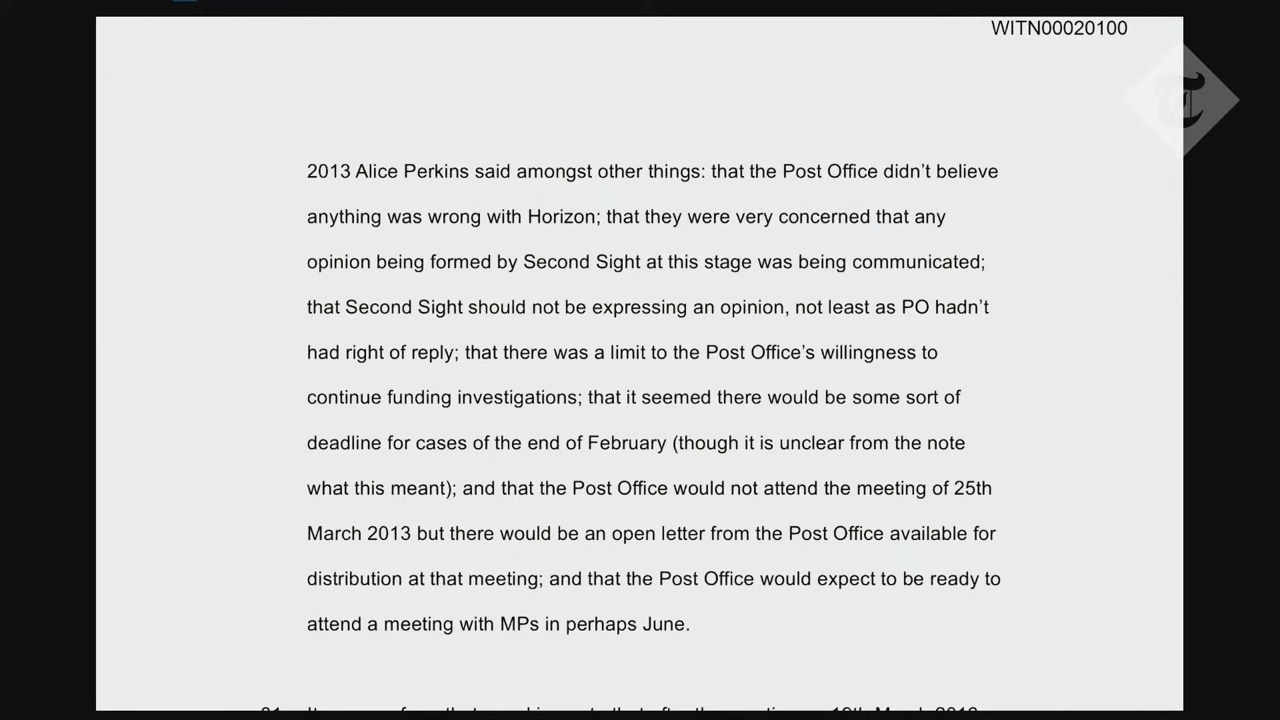 WITN00020100
2013 Alice Perkins said amongst other things: that the Post Office didn’t believe
anything was wrong with Horizon; that they were very concerned that any
opinion being formed by Second Sight at this stage was being communicated;
that Second Sight should not be expressing an opinion, not least as PO hadn’t
had right of reply; that there was a limit to the Post Office’s willingness to
continue funding investigations; that it seemed there would be some sort of
deadline for cases of the end of February (though it is unclear from the note
what this meant); and that the Post Office would not attend the meeting of 25th
March 2013 but there would be an open letter from the Post Office available for
distribution at that meeting; and that the Post Office would expect to be ready to
attend a meeting with MPs in perhaps June.